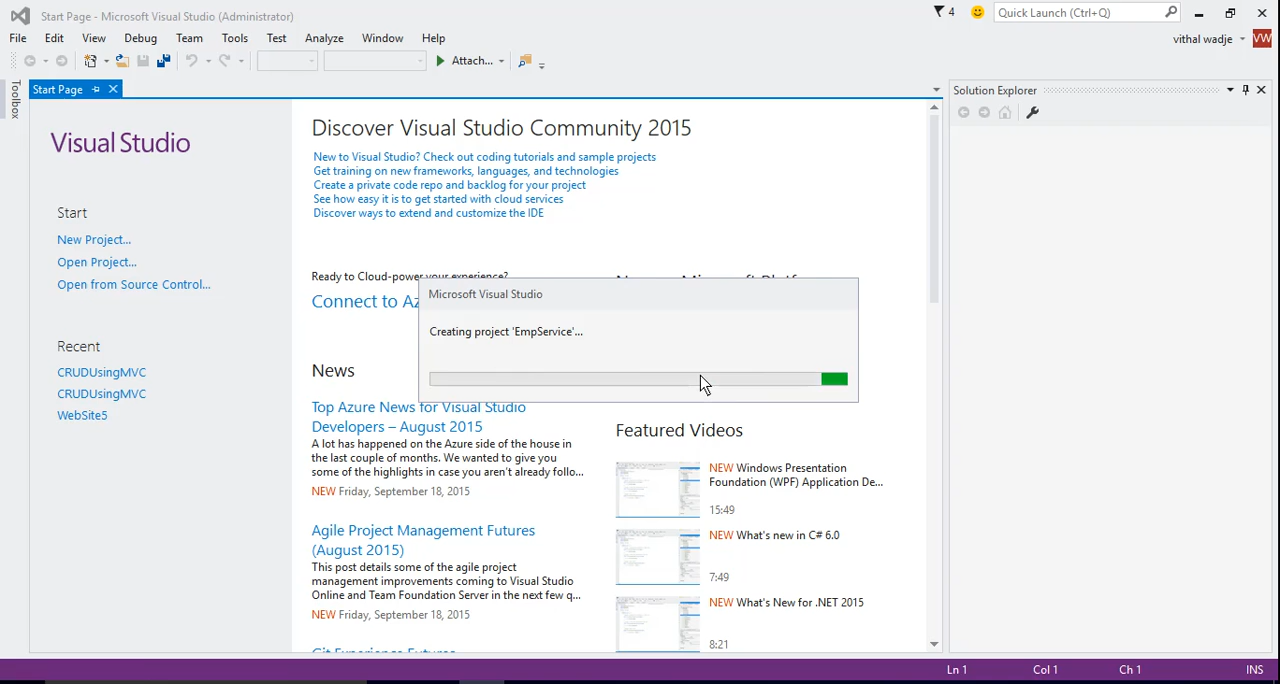 Start Page - Microsoft Visual Studio (Administrator)
4
Quick Launch (Ctrl+Q)
File Edit View Debug Team Tools Test Analyze Window Help
vithal wadje
VW
Attach...
Toolbox
Start Page
Solution Explorer
Visual Studio
Start
New Project...
Open Project...
Open from Source Control...
Recent
CRUDUsingMVC
CRUDUsingMVC
WebSite5
Discover Visual Studio Community 2015
New to Visual Studio? Check out coding tutorials and sample projects
Get training on new frameworks, languages, and technologies
Create a private code repo and backlog for your project
See how easy it is to get started with cloud services
Discover ways to extend and customize the IDE
Ready to Cloud-power your experience?
Connect to Az
Microsoft Visual Studio
Creating project 'EmpService'...
News
Top Azure News for Visual Studio
Developers – August 2015
A lot has happened on the Azure side of the house in
the last couple of months. We wanted to give you
some of the highlights in case you aren't already follo...
NEW Friday, September 18, 2015
Agile Project Management Futures
(August 2015)
This post details some of the agile project
management improvements coming to Visual Studio
Online and Team Foundation Server in the next few q...
NEW Friday, September 18, 2015
Git Experience Futures
Featured Videos
NEW Windows Presentation
Foundation (WPF) Application De...
15:49
NEW What's new in C# 6.0
7:49
NEW What's New for .NET 2015
8:21
Ln 1 Col 1 Ch 1 INS